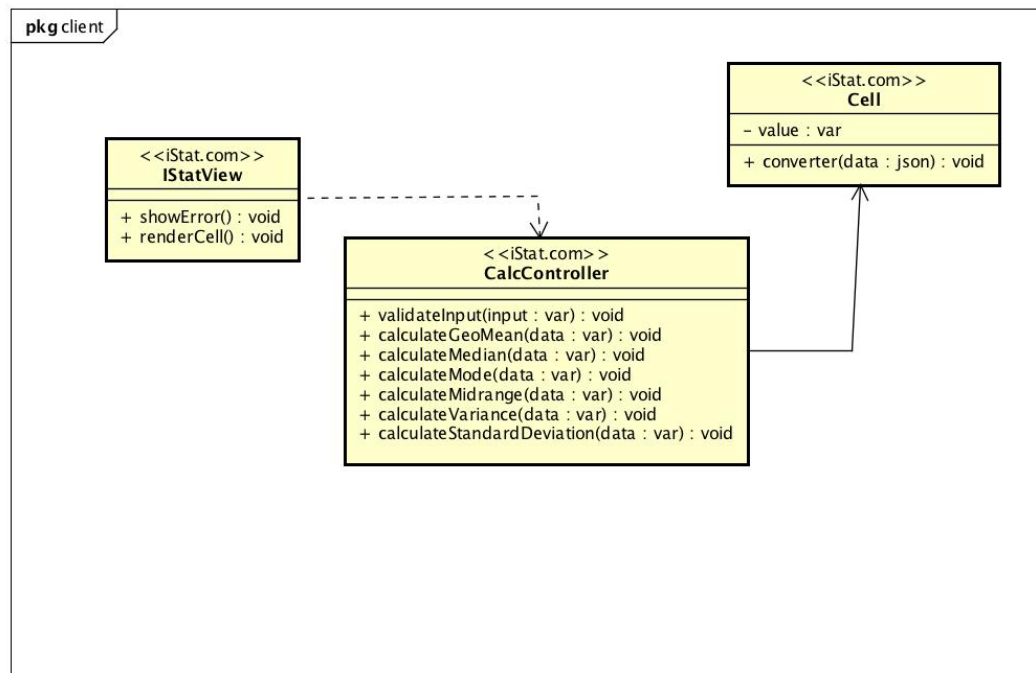 pkg client
<<iStat.com>>
IStatView
+ showError() : void
+ renderCell() : void
<<iStat.com>>
Cell
- value : var
+ converter(data : json) : void
<<iStat.com>>
CalcController
+ validateInput(input : var) : void
+ calculateGeoMean(data : var) : void
+ calculateMedian(data : var) : void
+ calculateMode(data : var) : void
+ calculateMidrange(data : var) : void
+ calculateVariance(data : var) : void
+ calculateStandardDeviation(data : var) : void